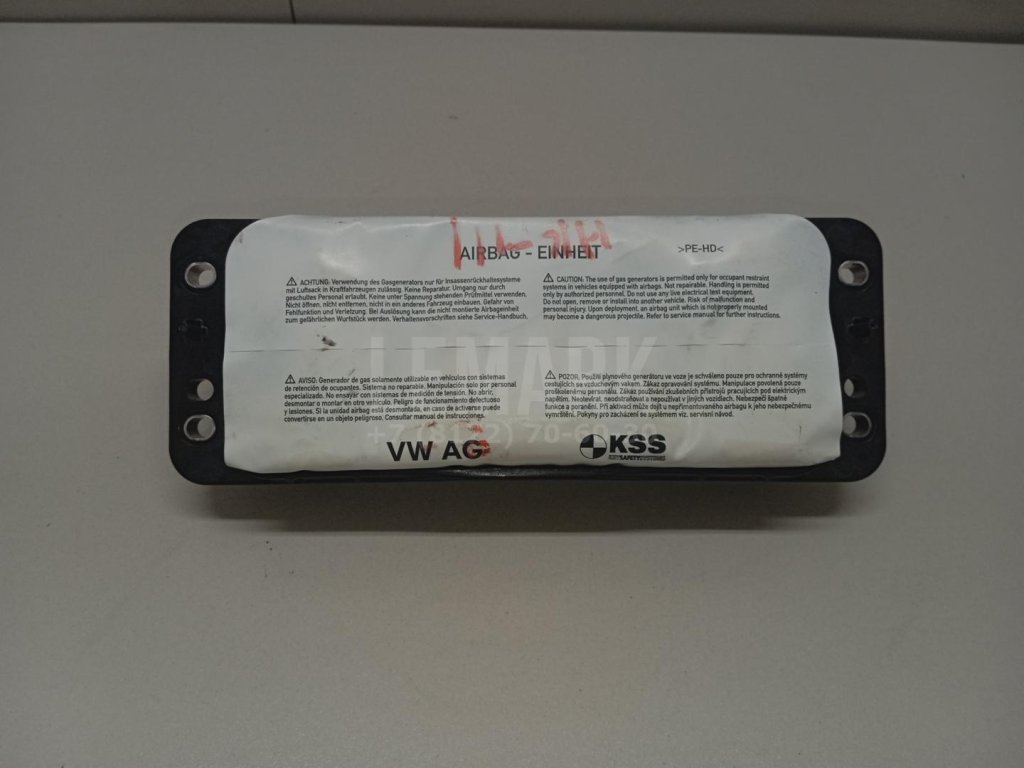 AIRBAG - EINHEIT
>PE-HD<
ACHTUNG: Verwendung des Gasgenerators nur für Insassenrückhaltesysteme
mit Luftsack in Kraftfahrzeugen zulässig. Keine Reparatur. Umgang nur durch
geschultes Personal erlaubt. Keine unter Spannung stehenden Prüfmittel verwenden.
Nicht öffnen, nicht entfernen, nicht in ein anderes Fahrzeug einbauen. Gefahr von
Fehlfunktion und Verletzung. Bei Auslösung kann die nicht montierte Airbageinheit
zum gefährlichen Wurfstück werden. Verhaltensvorschriften siehe Service-Handbuch.
CAUTION: The use of gas generators is permitted only for occupant restraint
systems in vehicles equipped with airbags. Not repairable. Handling is permitted
only by authorized personnel. Do not use any live electrical test equipment.
Do not open, remove or install into another vehicle. Risk of malfunction and
personal injury. Upon deployment, an airbag unit which is not properly mounted
may become a dangerous projectile. Refer to service manual for further instructions.
LEMARK
AVISO: Generador de gas solamente utilizable en vehículos con sistemas
de retención de ocupantes. Sistema no reparable. Manipulación solo por personal
especializado. No ensayar con sistemas de medición de tensión. No abrir,
desmontar o montar en otro vehículo. Peligro de funcionamiento defectuoso
y lesiones. Si la unidad airbag está desmontada, en caso de activarse puede
convertirse en un objeto peligroso. Consultar manual de instrucciones.
POZOR: Použití plynového generátoru ve voze je schváleno pouze pro ochranné systémy
cestujících se vzduchovým vakem. Zákaz opravování systému. Manipulace povolená pouze
proškolenému personálu. Zákaz používání zkušebních přístrojů pracujících pod elektrickým
napětím. Neotevírat, neodstraňovat a nepoužívat v jiných vozidlech. Nebezpečí špatné
funkce a poranění. Při aktivaci může dojít u nepřimontovaného airbagu k jeho nebezpečnému
vymrštění. Pokyny pro zacházení se systémem viz. servisní návod.
VW AG
KSS
KEY SAFETY SYSTEMS